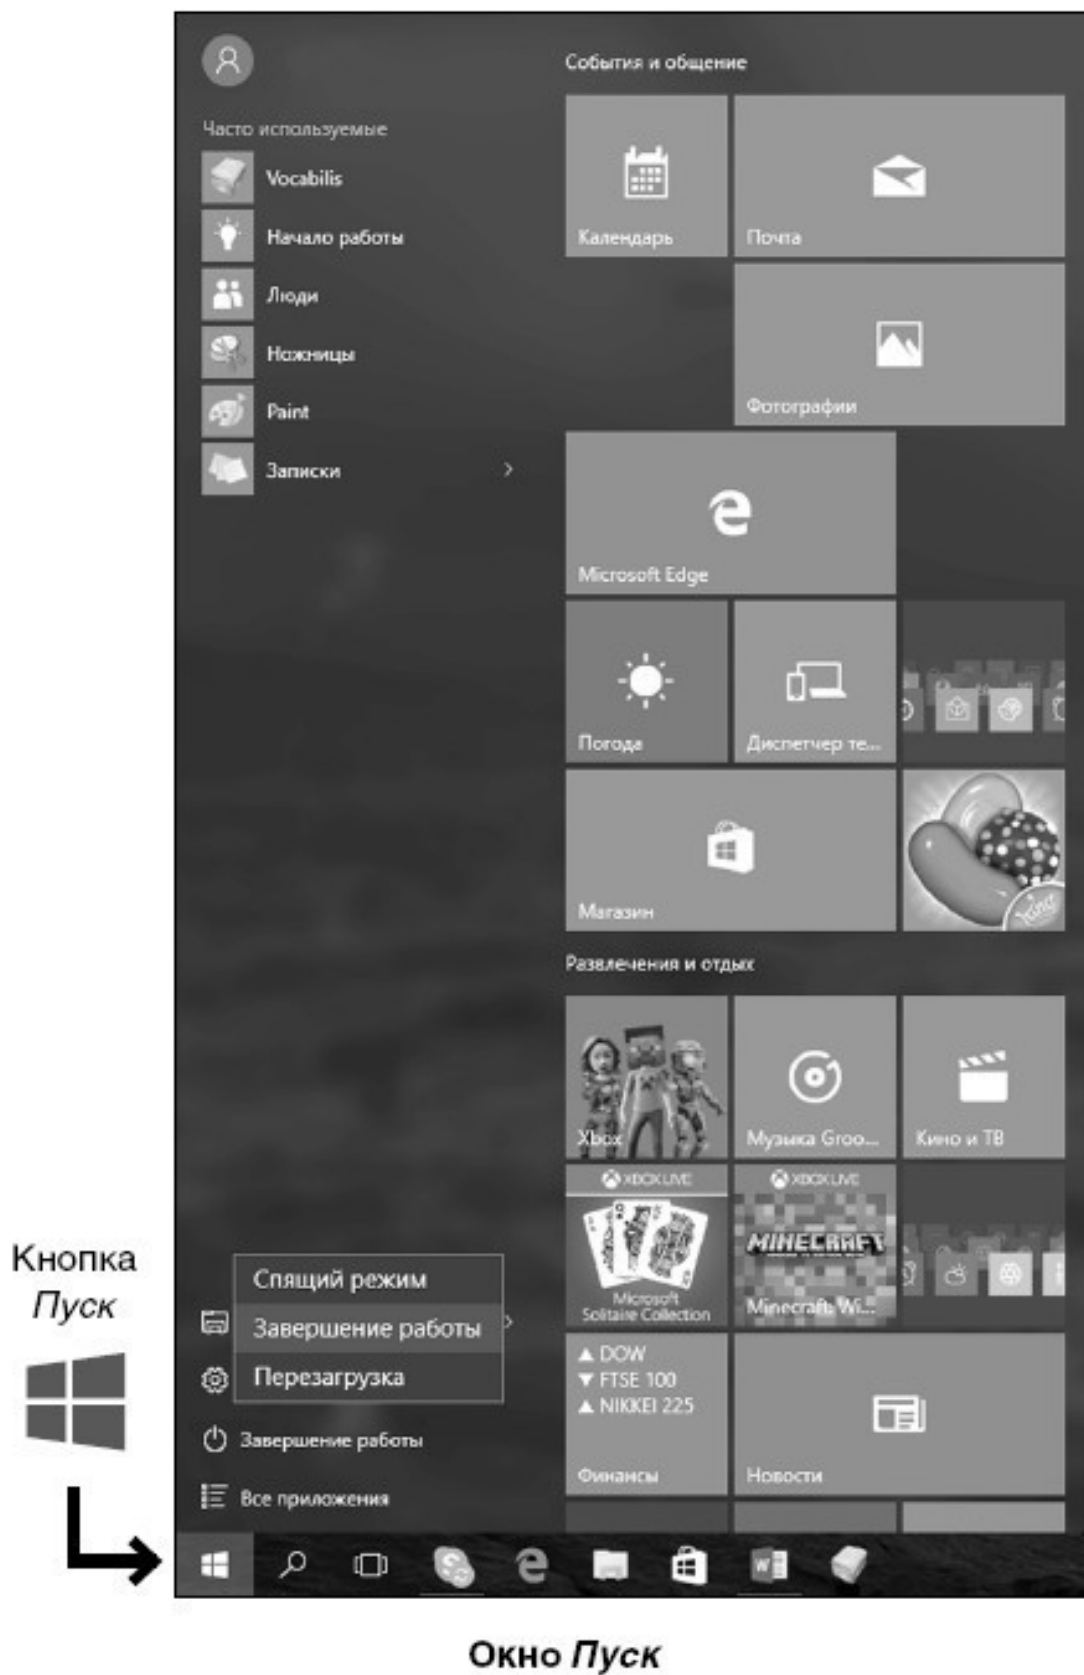 События и общение
Часто используемые
Vocabilis
Начало работы
Люди
Ножницы
Paint
Записки
Календарь
Почта
Фотографии
Microsoft Edge
Погода
Диспетчер те...
Магазин
King
Развлечения и отдых
Xbox
Музыка Groo...
Кино и ТВ
XBOX LIVE
Microsoft
Solitaire Collection
XBOX LIVE
MINECRAFT
Minecraft: Wi...
Кнопка
Пуск
Спящий режим
Завершение работы
Перезагрузка
Завершение работы
Все приложения
▲ DOW
▼ FTSE 100
▲ NIKKEI 225
Финансы
Новости
Окно Пуск